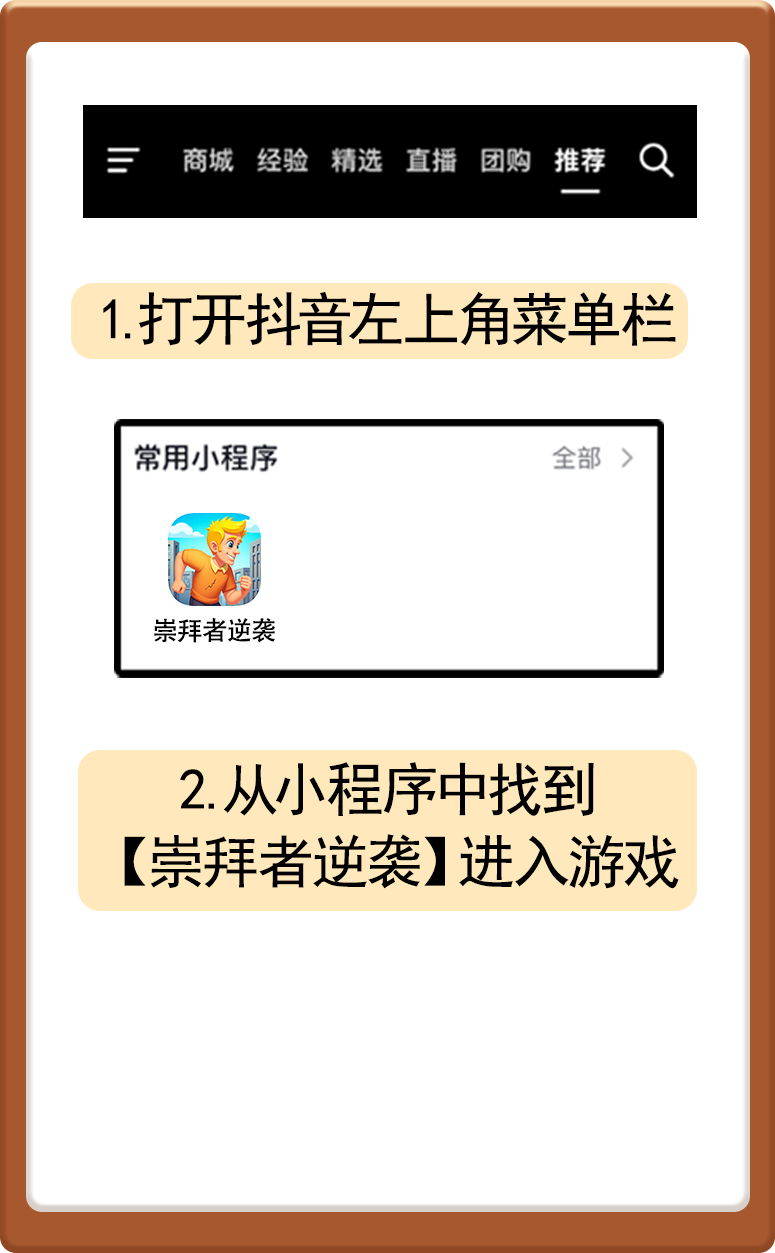 商城 经验 精选 直播 团购 推荐
1.打开抖音左上角菜单栏
常用小程序 全部
崇拜者逆袭
2.从小程序中找到
【崇拜者逆袭】进入游戏